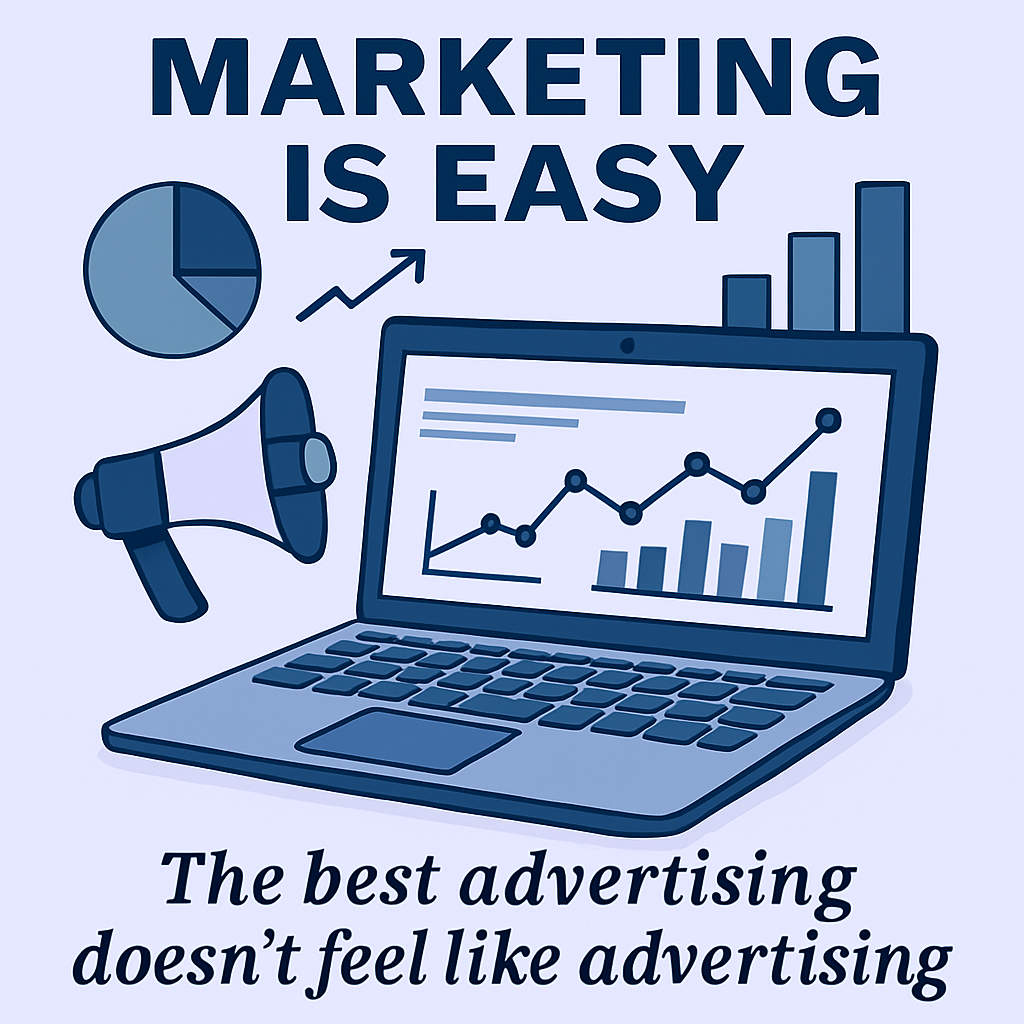 MARKETING
IS EASY
The best advertising
doesn’t feel like advertising